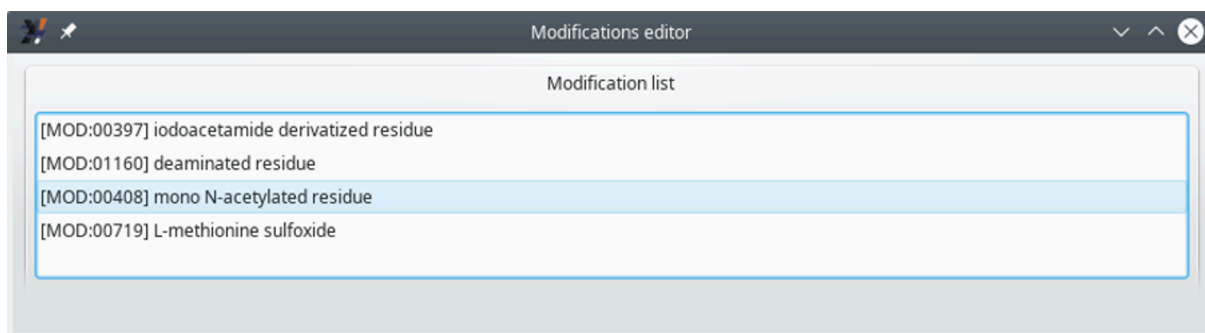 Modifications editor
Modification list
[MOD:00397] iodoacetamide derivatized residue
[MOD:01160] deaminated residue
[MOD:00408] mono N-acetylated residue
[MOD:00719] L-methionine sulfoxide